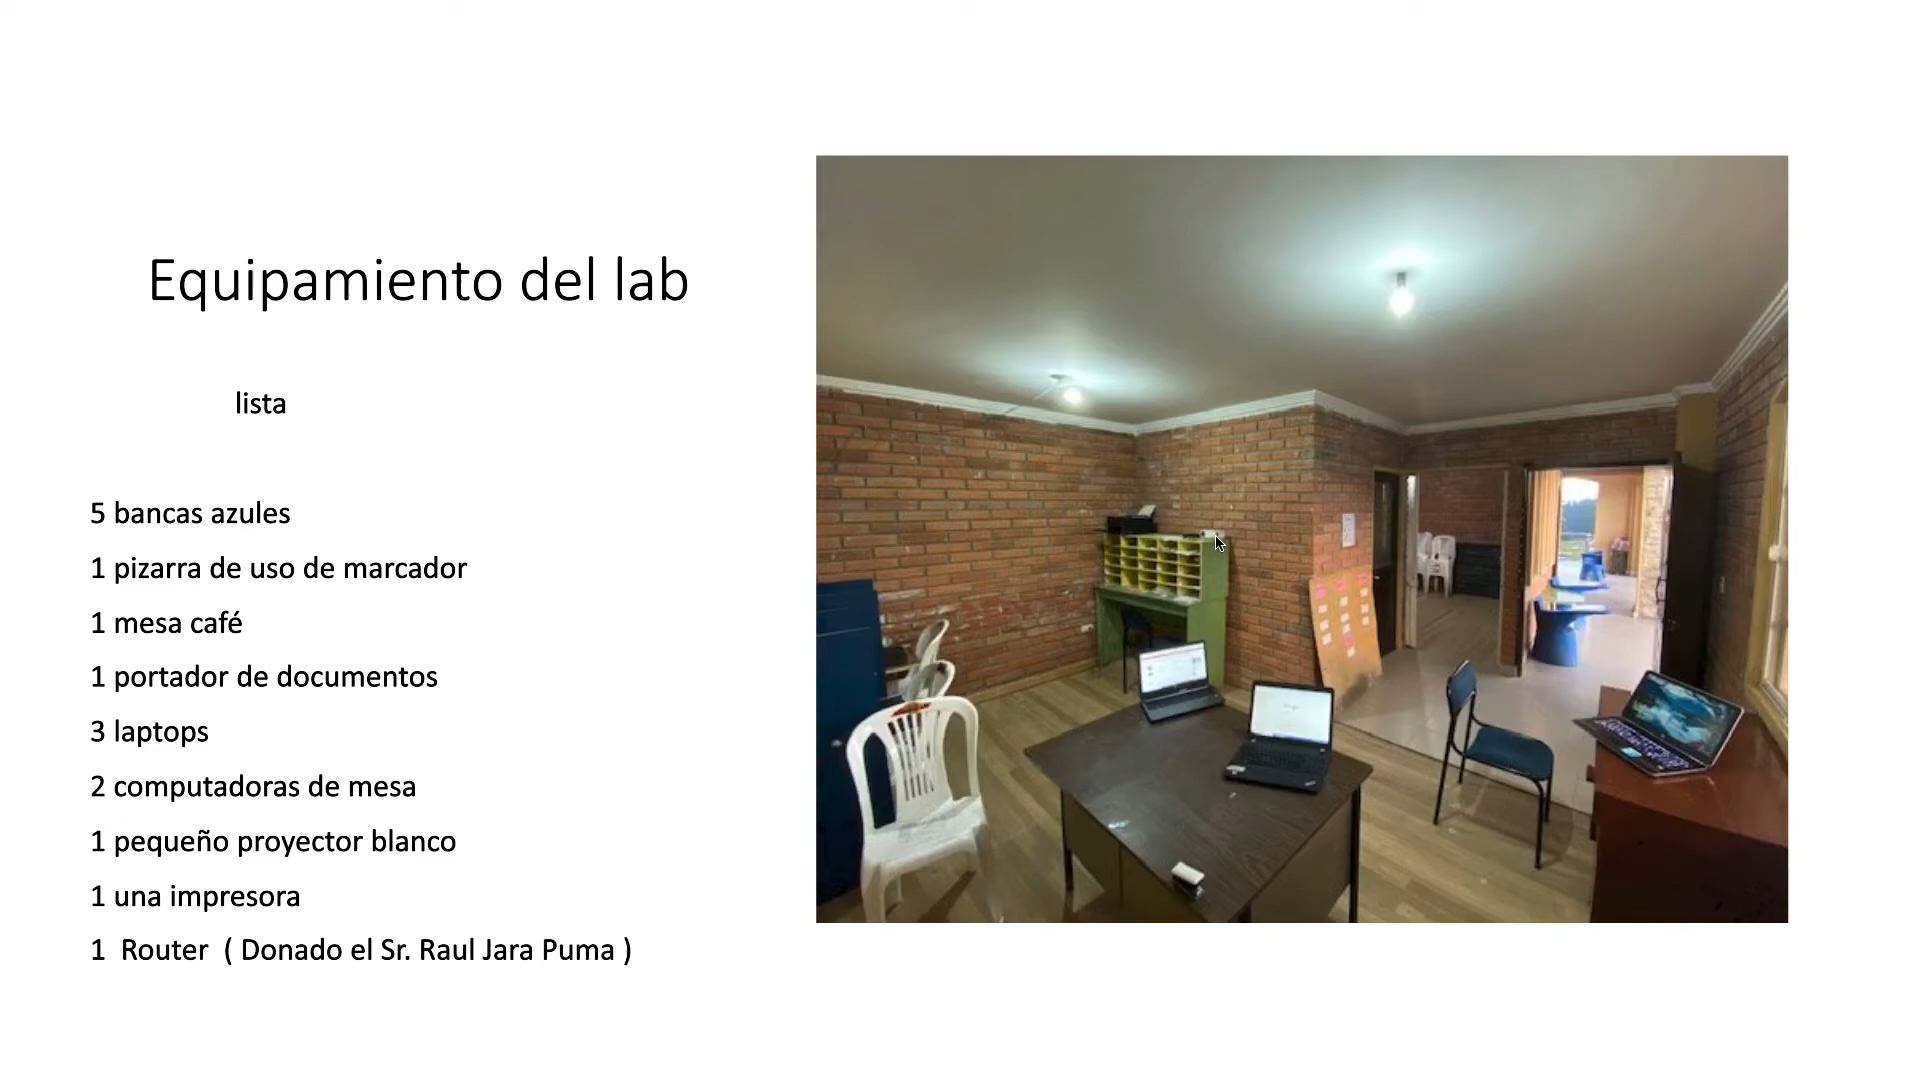 Equipamiento del lab
lista
5 bancas azules
1 pizarra de uso de marcador
1 mesa café
1 portador de documentos
3 laptops
2 computadoras de mesa
1 pequeño proyector blanco
1 una impresora
1 Router ( Donado el Sr. Raul Jara Puma )